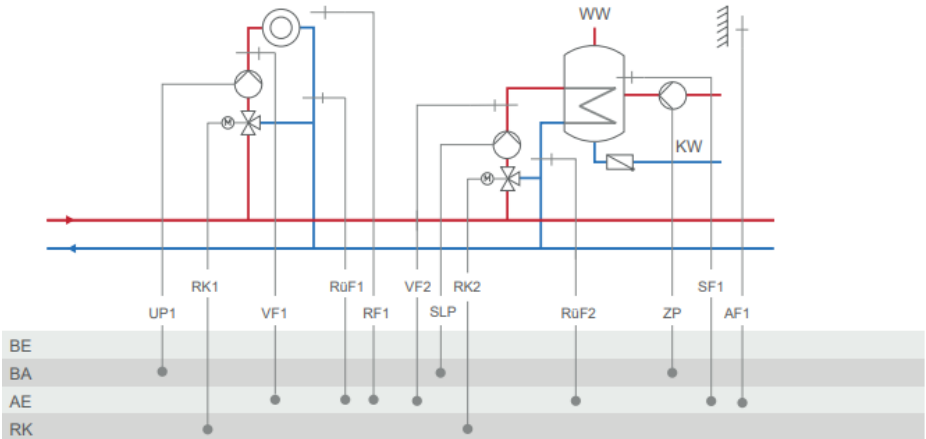 WW
M
KW
M
RK1
RüF1
VF2
RK2
SF1
UP1
VF1
RF1
SLP
RüF2
ZP
AF1
BE
BA
AE
RK